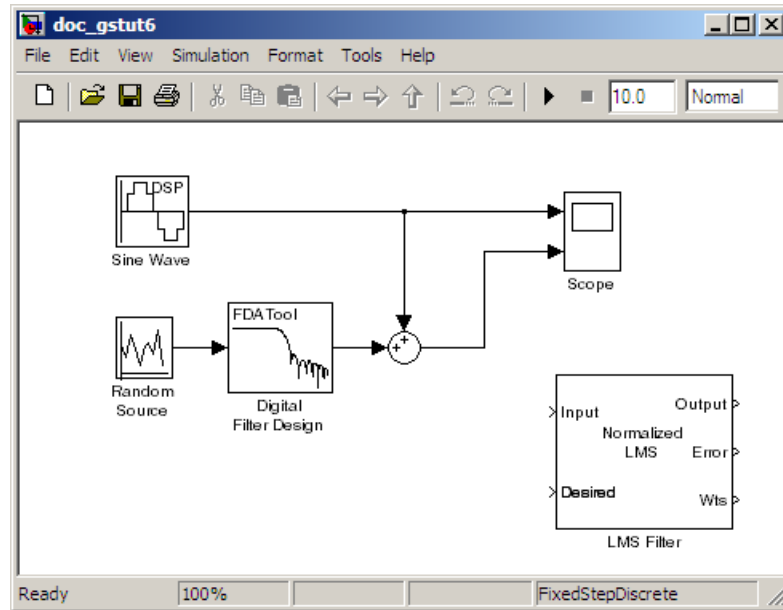 doc_gstut6
File Edit View Simulation Format Tools Help
10.0 Normal
DSP
Sine Wave
Scope
FDATool
Random
Source
Digital
Filter Design
Input
Output
Normalized
LMS
Error
Desired
Wts
LMS Filter
Ready 100% FixedStepDiscrete